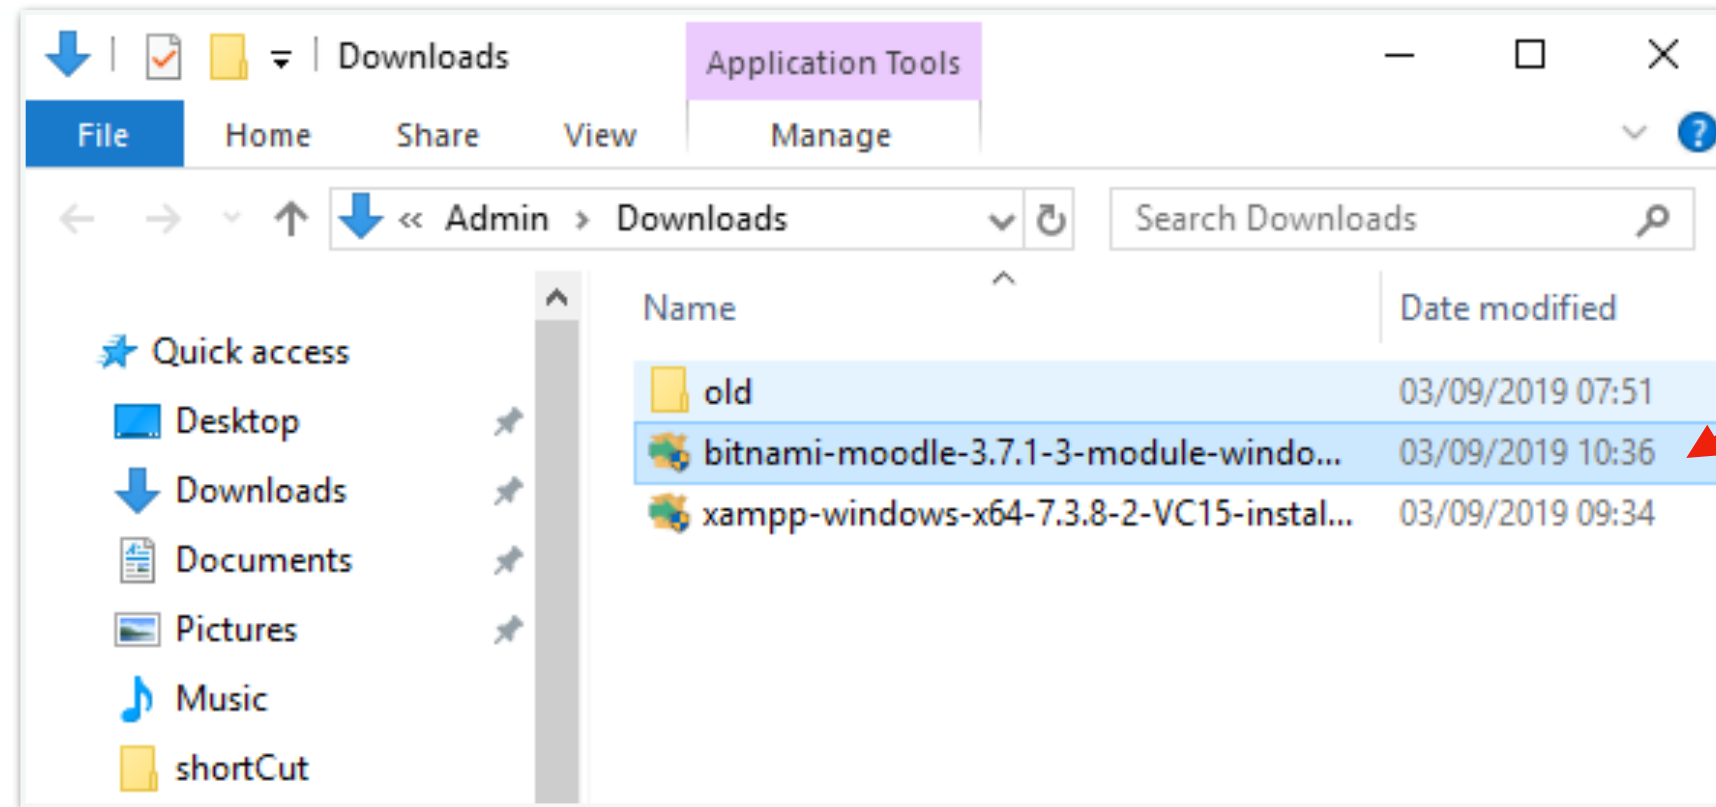 Downloads
Application Tools
File Home Share View Manage
?
« Admin > Downloads
Search Downloads
Quick access
Desktop
Downloads
Documents
Pictures
Music
shortCut
Name Date modified
old 03/09/2019 07:51
bitnami-moodle-3.7.1-3-module-windo... 03/09/2019 10:36
xampp-windows-x64-7.3.8-2-VC15-instal... 03/09/2019 09:34